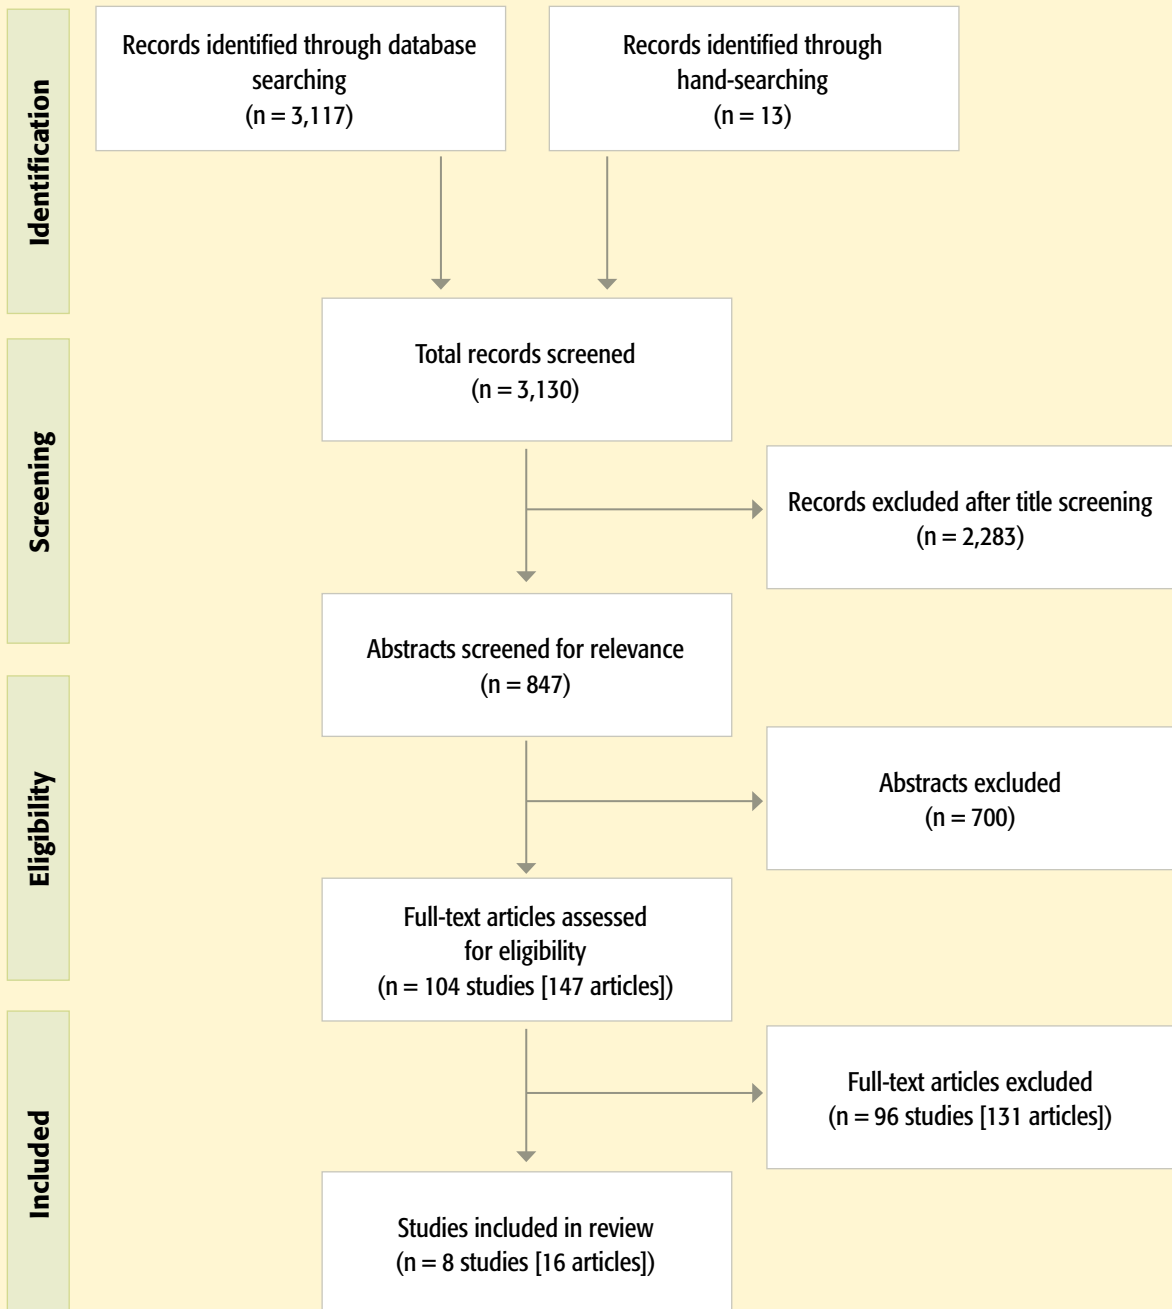 Identification
Records identified through database
searching
(n = 3,117)
Records identified through
hand-searching
(n = 13)
Screening
Total records screened
(n = 3,130)
Records excluded after title screening
(n = 2,283)
Abstracts screened for relevance
(n = 847)
Eligibility
Abstracts excluded
(n = 700)
Full-text articles assessed
for eligibility
(n = 104 studies [147 articles])
Included
Full-text articles excluded
(n = 96 studies [131 articles])
Studies included in review
(n = 8 studies [16 articles])